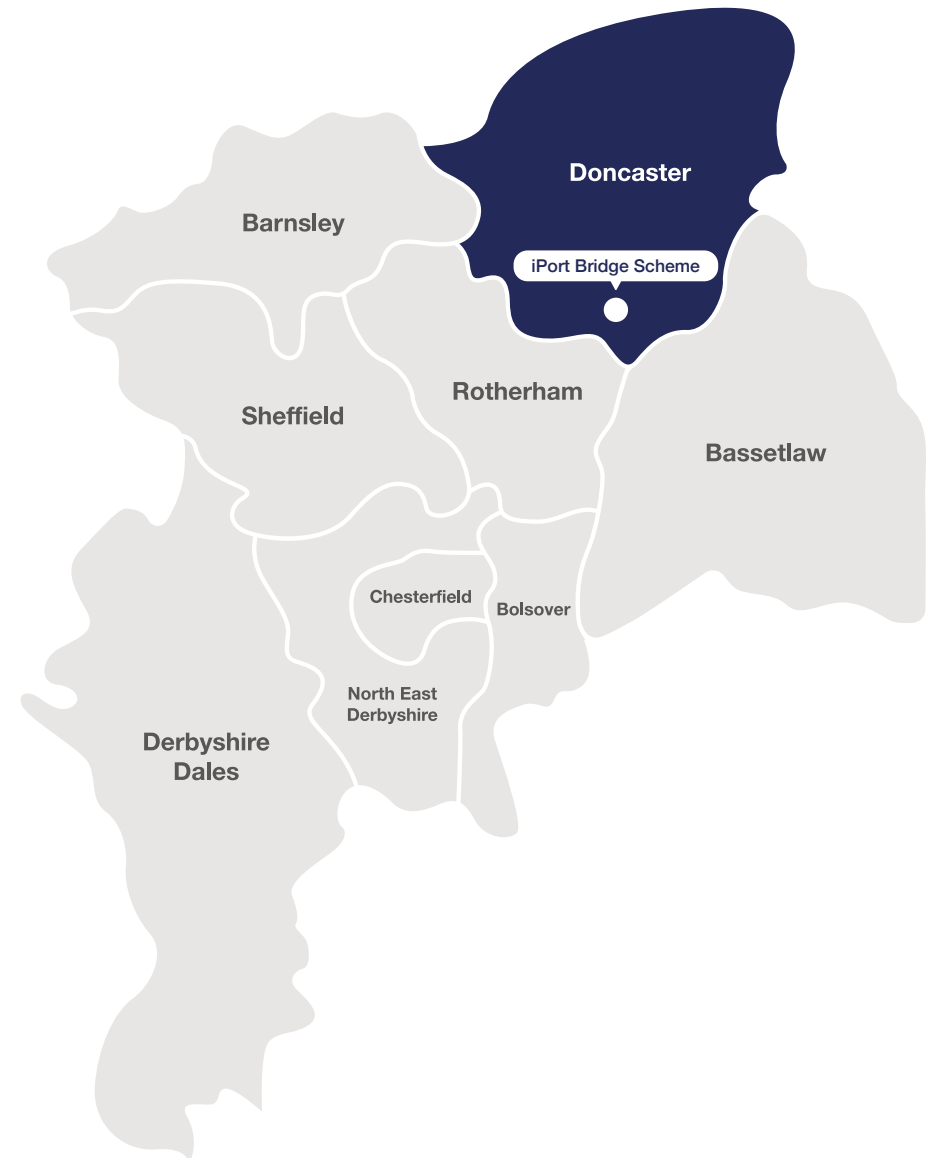 Doncaster
Barnsley
iPort Bridge Scheme
Rotherham
Sheffield
Bassetlaw
Chesterfield
Bolsover
North East
Derbyshire
Derbyshire
Dales